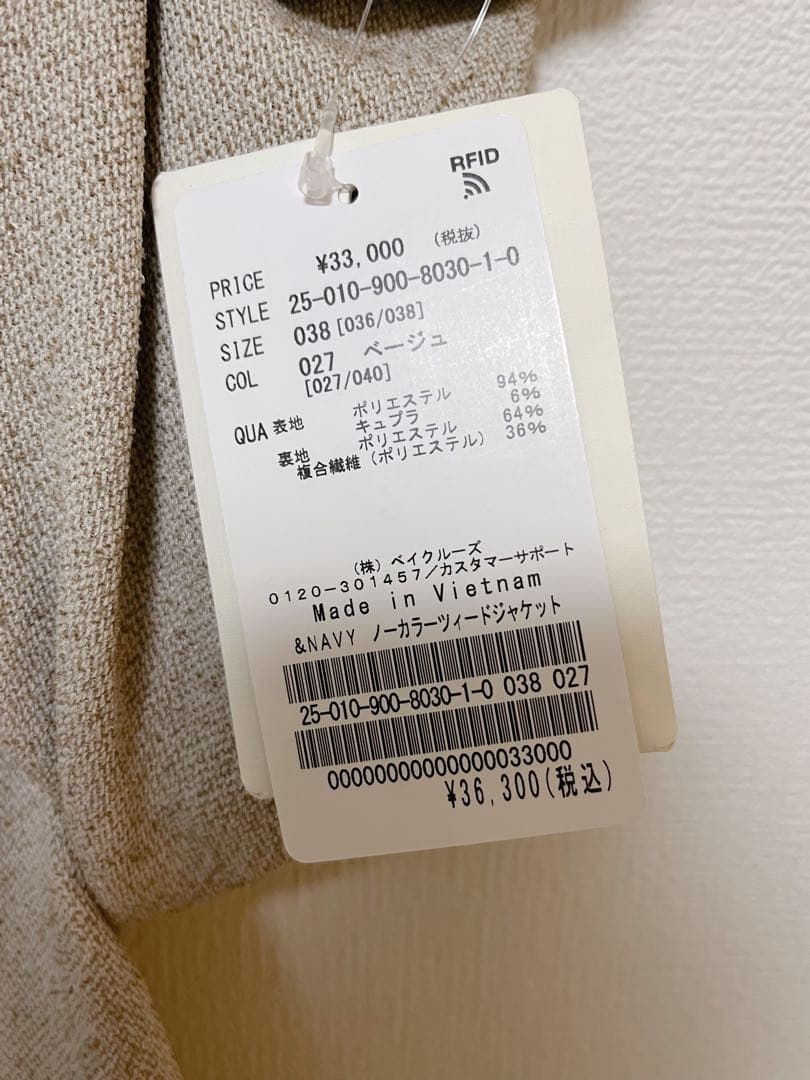 RFID
PRICE ¥33,000 (税抜)
STYLE 25-010-900-8030-1-0
SIZE 038 [036/038]
COL 027 ベージュ
[027/040]
QUA 表地 ポリエステル 94%
キュプラ 6%
裏地 ポリエステル 64%
複合繊維 (ポリエステル) 36%
(株) ベイクルーズ
0120-301457/カスタマーサポート
Made in Vietnam
&NAVY ノーカラーツィードジャケット
25-010-900-8030-1-0 038 027
00000000000000033000
¥36,300(税込)